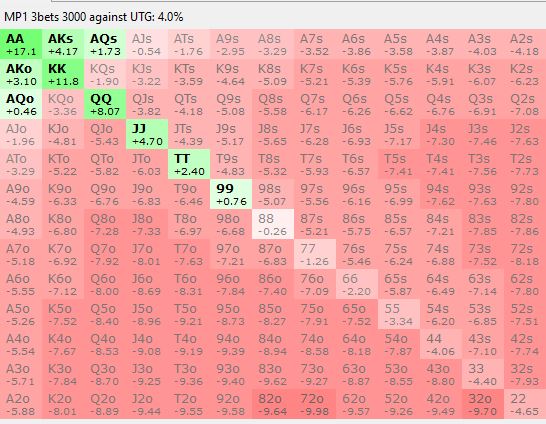 MP1 3bets 3000 against UTG: 4.0%
AA AKs AQs AJs ATs A9s A8s A7s A6s A5s A4s A3s A2s
+17.1 +4.17 +1.73 -0.54 -1.76 -2.95 -3.29 -3.52 -3.86 -3.58 -3.87 -4.03 -4.18
AKo KK KQs KJs KTs K9s K8s K7s K6s K5s K4s K3s K2s
+3.10 +11.8 -1.90 -3.22 -3.59 -4.64 -5.09 -5.21 -5.39 -5.76 -5.91 -6.07 -6.23
AQo KQo QQ QJs QTs Q9s Q8s Q7s Q6s Q5s Q4s Q3s Q2s
+0.46 -3.36 +8.07 -3.82 -4.18 -5.08 -5.58 -6.17 -6.26 -6.62 -6.76 -6.91 -7.08
AJo KJo QJo JJ JTs J9s J8s J7s J6s J5s J4s J3s J2s
-1.96 -4.81 -5.43 +4.70 -4.39 -5.17 -5.65 -6.28 -6.93 -7.17 -7.30 -7.46 -7.63
ATo KTo QTo JTo TT T9s T8s T7s T6s T5s T4s T3s T2s
-3.29 -5.22 -5.82 -6.03 +2.40 -4.83 -5.32 -5.93 -6.57 -7.41 -7.41 -7.56 -7.73
A9o K9o Q9o J9o T9o 99 98s 97s 96s 95s 94s 93s 92s
-4.59 -6.33 -6.76 -6.83 -6.46 +0.76 -5.07 -5.56 -6.16 -6.99 -7.62 -7.63 -7.80
A8o K8o Q8o J8o T8o 98o 88 87s 86s 85s 84s 83s 82s
-4.93 -6.80 -7.28 -7.33 -6.97 -6.68 -0.26 -5.21 -5.75 -6.57 -7.21 -7.85 -7.86
A7o K7o Q7o J7o T7o 97o 87o 77 76s 75s 74s 73s 72s
-5.18 -6.92 -7.92 -8.01 -7.63 -7.21 -6.83 -1.26 -5.46 -6.24 -6.88 -7.52 -8.18
A6o K6o Q6o J6o T6o 96o 86o 76o 66 65s 64s 63s 62s
-5.55 -7.12 -8.00 -8.69 -8.31 -7.84 -7.40 -7.09 -2.20 -5.87 -6.49 -7.14 -7.80
A5o K5o Q5o J5o T5o 95o 85o 75o 65o 55 54s 53s 52s
-5.26 -7.52 -8.40 -8.96 -9.21 -8.73 -8.27 -7.91 -7.52 -3.34 -6.20 -6.85 -7.51
A4o K4o Q4o J4o T4o 94o 84o 74o 64o 54o 44 43s 42s
-5.54 -7.67 -8.53 -9.08 -9.19 -9.39 -8.94 -8.58 -8.18 -7.87 -4.06 -7.10 -7.74
A3o K3o Q3o J3o T3o 93o 83o 73o 63o 53o 43o 33 32s
-5.71 -7.84 -8.70 -9.25 -9.36 -9.40 -9.62 -9.27 -8.87 -8.55 -8.80 -4.40 -7.93
A2o K2o Q2o J2o T2o 92o 82o 72o 62o 52o 42o 32o 22
-5.88 -8.01 -8.89 -9.44 -9.55 -9.58 -9.64 -9.98 -9.57 -9.26 -9.49 -9.70 -4.65